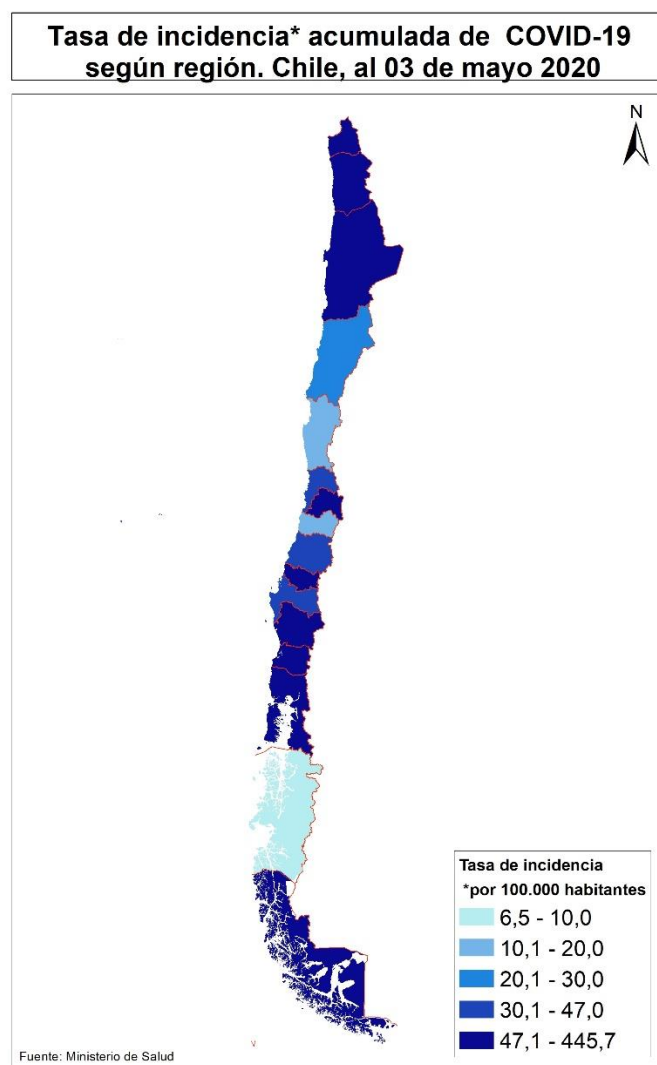 Tasa de incidencia* acumulada de COVID-19
según región. Chile, al 03 de mayo 2020
N
Tasa de incidencia
*por 100.000 habitantes
6,5 - 10,0
10,1 - 20,0
20,1 - 30,0
30,1 - 47,0
47,1 - 445,7
Fuente: Ministerio de Salud